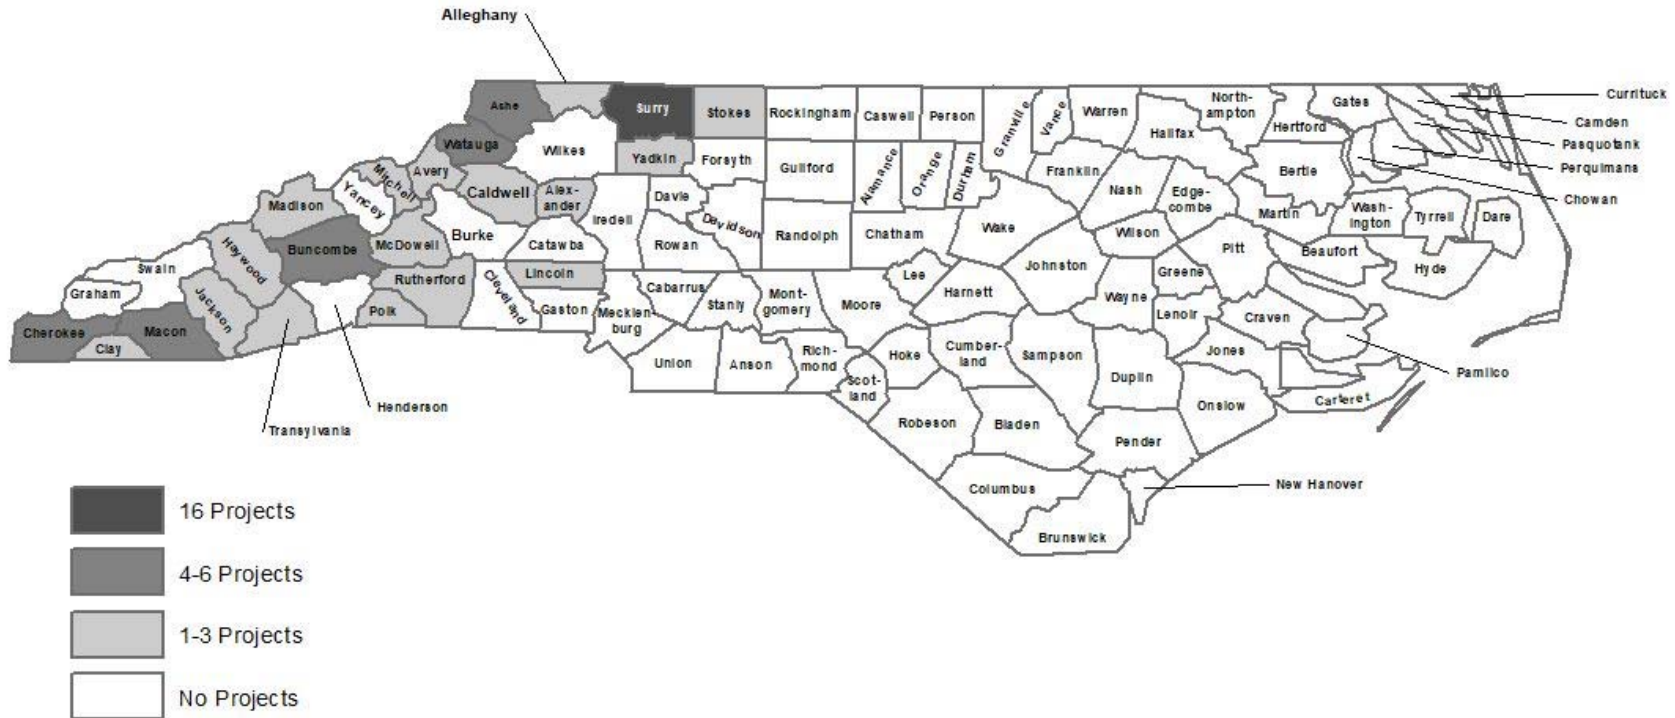 Alleghany
Ashe
Surry
Stokes
Rockingham
Caswell
Person
Granville
Vance
Warren
North-
ampton
Gates
Currituck
Camden
Pasquotank
Perquimans
Chowan
Hertford
Halifax
Watauga
Wilkes
Yadkin
Forsyth
Guilford
Alamance
Orange
Durham
Franklin
Nash
Edge-
combe
Bertie
Mitchell
Avery
Caldwell
Alex-
ander
Iredell
Davie
Davidson
Madison
Yancey
Martin
Wash-
ington
Tyrrell
Dare
Buncombe
McDowell
Burke
Catawba
Rowan
Randolph
Chatham
Wake
Wilson
Pitt
Beaufort
Hyde
Haywood
Swain
Rutherford
Cleveland
Lincoln
Lee
Johnston
Greene
Graham
Jackson
Polk
Gaston
Mecklen-
burg
Cabarrus
Stanly
Mont-
gomery
Moore
Harnett
Wayne
Lenoir
Craven
Cherokee
Macon
Clay
Union
Anson
Rich-
mond
Scot-
land
Hoke
Cumber-
land
Sampson
Duplin
Jones
Pamlico
Onslow
Carteret
Henderson
Transylvania
Robeson
Bladen
Pender
Columbus
New Hanover
Brunswick
16 Projects
4-6 Projects
1-3 Projects
No Projects